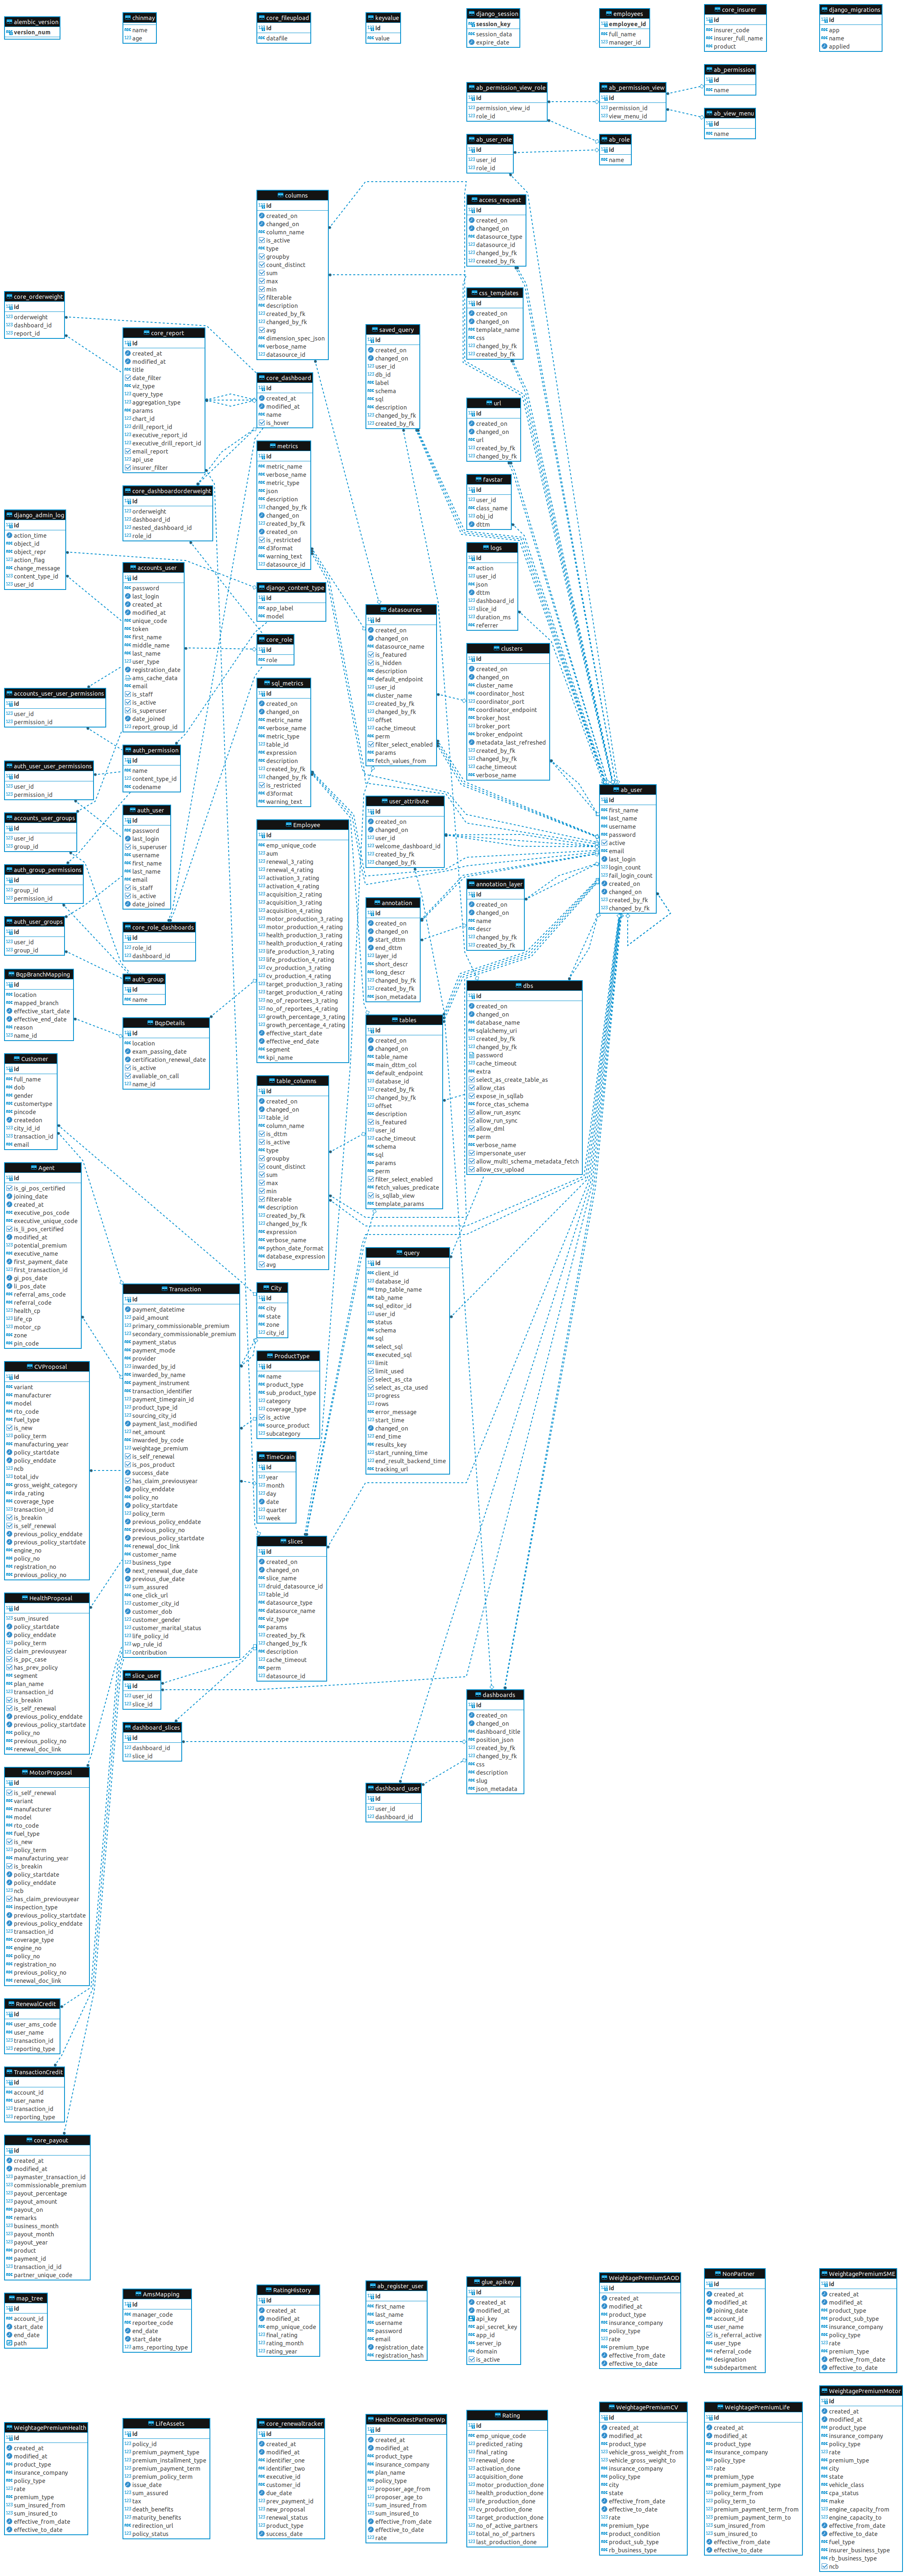 alembic_version
version_num
chinmay
name
age
core_fileupload
id
datafile
keyvalue
id
value
django_session
session_key
session_data
expire_date
employees
employee_id
full_name
manager_id
core_insurer
id
insurer_code
insurer_full_name
product
django_migrations
id
app
name
applied
ab_permission_view_role
id
permission_view_id
role_id
ab_permission_view
id
permission_id
view_menu_id
ab_permission
id
name
ab_view_menu
id
name
ab_user_role
id
user_id
role_id
ab_role
id
name
columns
id
created_on
changed_on
column_name
is_active
type
groupby
count_distinct
sum
max
min
filterable
description
created_by_fk
changed_by_fk
avg
dimension_spec_json
verbose_name
datasource_id
access_request
id
created_on
changed_on
datasource_type
datasource_id
changed_by_fk
created_by_fk
css_templates
id
created_on
changed_on
template_name
css
changed_by_fk
created_by_fk
core_orderweight
id
orderweight
dashboard_id
report_id
core_report
id
created_at
modified_at
title
date_filter
viz_type
query_type
aggregation_type
params
chart_id
drill_report_id
executive_report_id
executive_drill_report_id
email_report
api_use
insurer_filter
saved_query
id
created_on
changed_on
user_id
db_id
label
schema
sql
description
changed_by_fk
created_by_fk
core_dashboard
id
created_at
modified_at
name
is_hover
url
id
created_on
changed_on
url
created_by_fk
changed_by_fk
metrics
id
metric_name
verbose_name
metric_type
json
description
changed_by_fk
changed_on
created_by_fk
created_on
is_restricted
d3format
warning_text
datasource_id
favstar
id
user_id
class_name
obj_id
dttm
core_dashboardorderweight
id
orderweight
dashboard_id
nested_dashboard_id
role_id
django_admin_log
id
action_time
object_id
object_repr
action_flag
change_message
content_type_id
user_id
logs
id
action
user_id
json
dttm
dashboard_id
slice_id
duration_ms
referrer
accounts_user
id
password
last_login
created_at
modified_at
unique_code
token
first_name
middle_name
last_name
user_type
registration_date
ams_cache_data
email
is_staff
is_active
is_superuser
date_joined
report_group_id
django_content_type
id
app_label
model
datasources
id
created_on
changed_on
datasource_name
is_featured
is_hidden
description
default_endpoint
user_id
cluster_name
created_by_fk
changed_by_fk
offset
cache_timeout
perm
filter_select_enabled
params
fetch_values_from
core_role
id
role
clusters
id
created_on
changed_on
cluster_name
coordinator_host
coordinator_port
coordinator_endpoint
broker_host
broker_port
broker_endpoint
metadata_last_refreshed
created_by_fk
changed_by_fk
cache_timeout
verbose_name
sql_metrics
id
created_on
changed_on
metric_name
verbose_name
metric_type
table_id
expression
description
created_by_fk
changed_by_fk
is_restricted
d3format
warning_text
accounts_user_user_permissions
id
user_id
permission_id
auth_permission
id
name
content_type_id
codename
auth_user_user_permissions
id
user_id
permission_id
ab_user
id
first_name
last_name
username
password
active
email
last_login
login_count
fail_login_count
created_on
changed_on
created_by_fk
changed_by_fk
user_attribute
id
created_on
changed_on
user_id
welcome_dashboard_id
created_by_fk
changed_by_fk
auth_user
id
password
last_login
is_superuser
username
first_name
last_name
email
is_staff
is_active
date_joined
accounts_user_groups
id
user_id
group_id
Employee
id
emp_unique_code
aum
renewal_3_rating
renewal_4_rating
activation_3_rating
activation_4_rating
acquisition_2_rating
acquisition_3_rating
acquisition_4_rating
motor_production_3_rating
motor_production_4_rating
health_production_3_rating
health_production_4_rating
life_production_3_rating
life_production_4_rating
cv_production_3_rating
cv_production_4_rating
target_production_3_rating
target_production_4_rating
no_of_reportees_3_rating
no_of_reportees_4_rating
growth_percentage_3_rating
growth_percentage_4_rating
effective_start_date
effective_end_date
segment
kpi_name
auth_group_permissions
id
group_id
permission_id
annotation_layer
id
created_on
changed_on
name
descr
changed_by_fk
created_by_fk
annotation
id
created_on
changed_on
start_dttm
end_dttm
layer_id
short_descr
long_descr
changed_by_fk
created_by_fk
json_metadata
auth_user_groups
id
user_id
group_id
core_role_dashboards
id
role_id
dashboard_id
BqpBranchMapping
id
location
mapped_branch
effective_start_date
effective_end_date
reason
name_id
auth_group
id
name
dbs
id
created_on
changed_on
database_name
sqlalchemy_uri
created_by_fk
changed_by_fk
password
cache_timeout
extra
select_as_create_table_as
allow_ctas
expose_in_sqllab
force_ctas_schema
allow_run_async
allow_run_sync
allow_dml
perm
verbose_name
impersonate_user
allow_multi_schema_metadata_fetch
allow_csv_upload
BqpDetails
id
location
exam_passing_date
certification_renewal_date
is_active
avaliable_on_call
name_id
tables
id
created_on
changed_on
table_name
main_dttm_col
default_endpoint
database_id
created_by_fk
changed_by_fk
offset
description
is_featured
user_id
cache_timeout
schema
sql
params
perm
filter_select_enabled
fetch_values_predicate
is_sqllab_view
template_params
Customer
id
full_name
dob
gender
customertype
pincode
createdon
city_id_id
transaction_id
email
table_columns
id
created_on
changed_on
table_id
column_name
is_dttm
is_active
type
groupby
count_distinct
sum
max
min
filterable
description
created_by_fk
changed_by_fk
expression
verbose_name
python_date_format
database_expression
avg
Agent
id
is_gi_pos_certified
joining_date
created_at
executive_pos_code
executive_unique_code
is_li_pos_certified
modified_at
potential_premium
executive_name
first_payment_date
first_transaction_id
gi_pos_date
li_pos_date
referral_ams_code
referral_code
health_cp
life_cp
motor_cp
zone
pin_code
query
id
client_id
database_id
tmp_table_name
tab_name
sql_editor_id
user_id
status
schema
sql
select_sql
executed_sql
limit
limit_used
select_as_cta
select_as_cta_used
progress
rows
error_message
start_time
changed_on
end_time
results_key
start_running_time
end_result_backend_time
tracking_url
Transaction
id
payment_datetime
paid_amount
primary_commissionable_premium
secondary_commissionable_premium
payment_status
payment_mode
provider
inwarded_by_id
inwarded_by_name
payment_instrument
transaction_identifier
payment_timegrain_id
product_type_id
sourcing_city_id
payment_last_modified
net_amount
inwarded_by_code
weightage_premium
is_self_renewal
is_pos_product
success_date
has_claim_previousyear
policy_enddate
policy_no
policy_startdate
policy_term
previous_policy_enddate
previous_policy_no
previous_policy_startdate
renewal_doc_link
customer_name
business_type
next_renewal_due_date
previous_due_date
sum_assured
one_click_url
customer_city_id
customer_dob
customer_gender
customer_marital_status
life_policy_id
wp_rule_id
contribution
City
id
city
state
zone
city_id
ProductType
id
name
product_type
sub_product_type
category
coverage_type
is_active
source_product
subcategory
CVProposal
id
variant
manufacturer
model
rto_code
fuel_type
is_new
policy_term
manufacturing_year
policy_startdate
policy_enddate
ncb
total_idv
gross_weight_category
irda_rating
coverage_type
transaction_id
is_breakin
is_self_renewal
previous_policy_enddate
previous_policy_startdate
engine_no
policy_no
registration_no
previous_policy_no
TimeGrain
id
year
month
day
date
quarter
week
slices
id
created_on
changed_on
slice_name
druid_datasource_id
table_id
datasource_type
datasource_name
viz_type
params
created_by_fk
changed_by_fk
description
cache_timeout
perm
datasource_id
HealthProposal
id
sum_insured
policy_startdate
policy_enddate
policy_term
claim_previousyear
is_ppc_case
has_prev_policy
segment
plan_name
transaction_id
is_breakin
is_self_renewal
previous_policy_enddate
previous_policy_startdate
policy_no
previous_policy_no
renewal_doc_link
slice_user
id
user_id
slice_id
dashboards
id
created_on
changed_on
dashboard_title
position_json
created_by_fk
changed_by_fk
css
description
slug
json_metadata
dashboard_slices
id
dashboard_id
slice_id
MotorProposal
id
is_self_renewal
variant
manufacturer
model
rto_code
fuel_type
is_new
policy_term
manufacturing_year
is_breakin
policy_startdate
policy_enddate
ncb
has_claim_previousyear
inspection_type
previous_policy_startdate
previous_policy_enddate
transaction_id
coverage_type
engine_no
policy_no
registration_no
previous_policy_no
renewal_doc_link
dashboard_user
id
user_id
dashboard_id
RenewalCredit
id
user_ams_code
user_name
transaction_id
reporting_type
TransactionCredit
id
account_id
user_name
transaction_id
reporting_type
core_payout
id
created_at
modified_at
paymaster_transaction_id
commissionable_premium
payout_percentage
payout_amount
payout_on
remarks
business_month
payout_month
payout_year
product
payment_id
transaction_id_id
partner_unique_code
map_tree
id
account_id
start_date
end_date
path
AmsMapping
id
manager_code
reportee_code
end_date
start_date
ams_reporting_type
RatingHistory
id
created_at
modified_at
emp_unique_code
final_rating
rating_month
rating_year
ab_register_user
id
first_name
last_name
username
password
email
registration_date
registration_hash
glue_apikey
id
created_at
modified_at
api_key
api_secret_key
app_id
server_ip
domain
is_active
WeightagePremiumSAOD
id
created_at
modified_at
product_type
insurance_company
policy_type
rate
premium_type
effective_from_date
effective_to_date
NonPartner
id
created_at
modified_at
joining_date
account_id
user_name
is_referral_active
user_type
referral_code
designation
subdepartment
WeightagePremiumSME
id
created_at
modified_at
product_type
product_sub_type
insurance_company
policy_type
rate
premium_type
effective_from_date
effective_to_date
WeightagePremiumHealth
id
created_at
modified_at
product_type
insurance_company
policy_type
rate
premium_type
sum_insured_from
sum_insured_to
effective_from_date
effective_to_date
LifeAssets
id
policy_id
premium_payment_type
premium_installment_type
premium_payment_term
premium_policy_term
issue_date
sum_assured
tax
death_benefits
maturity_benefits
redirection_url
policy_status
core_renewaltracker
id
created_at
modified_at
identifier_one
identifier_two
executive_id
customer_id
due_date
prev_payment_id
new_proposal
renewal_status
product_type
success_date
HealthContestPartnerWp
id
created_at
modified_at
product_type
insurance_company
plan_name
policy_type
proposer_age_from
proposer_age_to
sum_insured_from
sum_insured_to
effective_from_date
effective_to_date
rate
Rating
id
emp_unique_code
predicted_rating
final_rating
renewal_done
activation_done
acquisition_done
motor_production_done
health_production_done
life_production_done
cv_production_done
target_production_done
no_of_active_partners
total_no_of_partners
last_production_done
WeightagePremiumCV
id
created_at
modified_at
product_type
vehicle_gross_weight_from
vehicle_gross_weight_to
insurance_company
policy_type
city
state
effective_from_date
effective_to_date
rate
premium_type
product_condition
product_sub_type
rb_business_type
WeightagePremiumLife
id
created_at
modified_at
product_type
insurance_company
policy_type
rate
premium_type
premium_payment_type
policy_term_from
policy_term_to
premium_payment_term_from
premium_payment_term_to
sum_insured_from
sum_insured_to
effective_from_date
effective_to_date
WeightagePremiumMotor
id
created_at
modified_at
product_type
insurance_company
policy_type
rate
premium_type
city
state
vehicle_class
cpa_status
make
engine_capacity_from
engine_capacity_to
effective_from_date
effective_to_date
fuel_type
insurer_business_type
rb_business_type
ncb